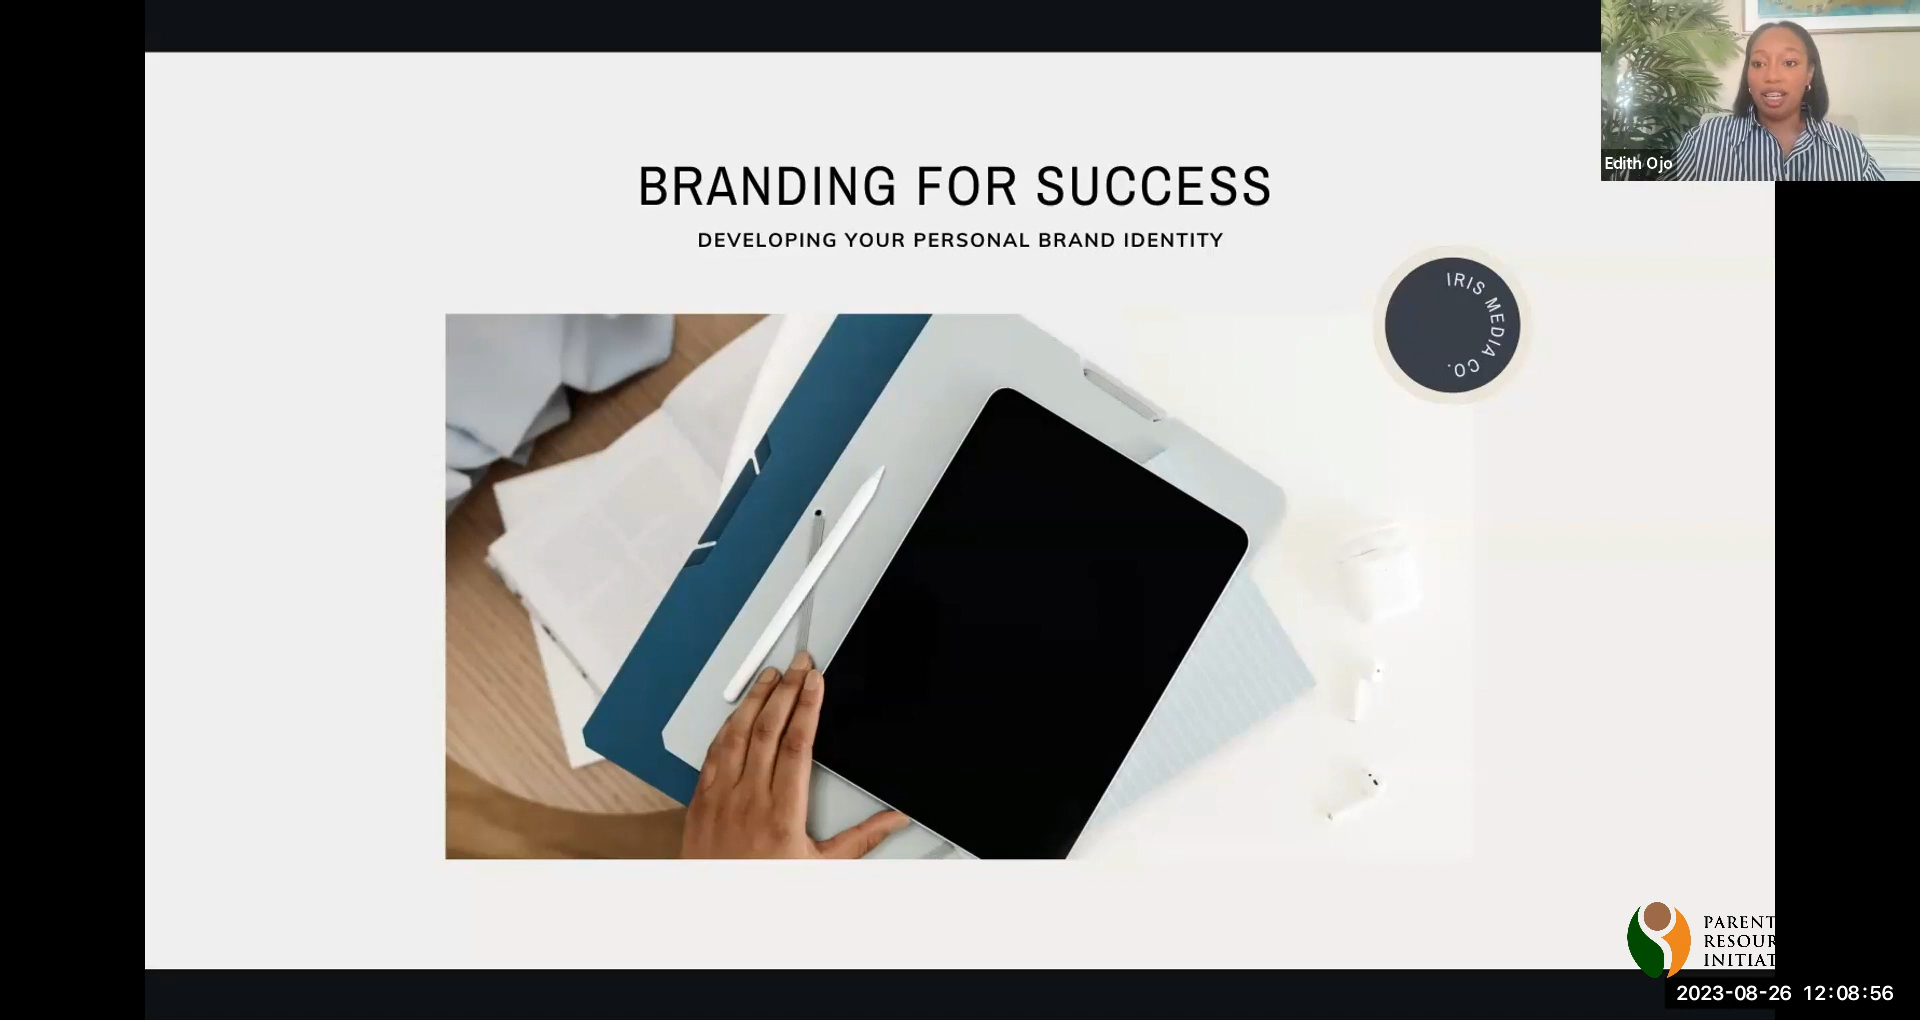 BRANDING FOR SUCCESS
DEVELOPING YOUR PERSONAL BRAND IDENTITY
IRIS MEDIA CO.
Edith Ojo
PARENT
RESOUR
INITIAT
2023-08-26 12:08:56